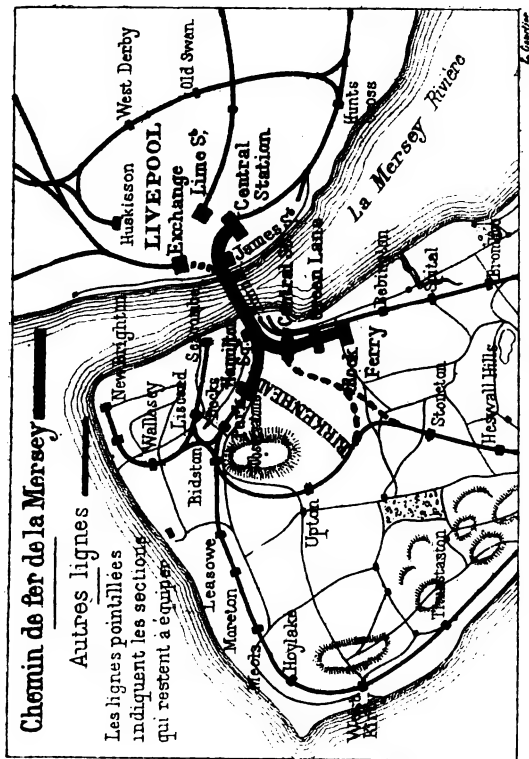 Chemin de fer de la Mersey
Autres lignes
Les lignes pointillées
indiquent les sections
qui restent à équiper
West Derby
Old Swan
Huskisson
LIVEPOOL
Exchange
Lime St,
Central
Station
James St
Hunts
Cross
La Mersey Rivière
New Brighton
Wallasey
Liscard
Seacombe
Docks
Hamilton
Sq.
Park
BIRKENHEAD
Central
Green Lane
Rock
Ferry
Bebington
Spital
Bromboro
Bidston
Leasowe
Moreton
Meols
Hoylake
West
Kirby
Upton
Thurstaston
Storeton
Heswall Hills